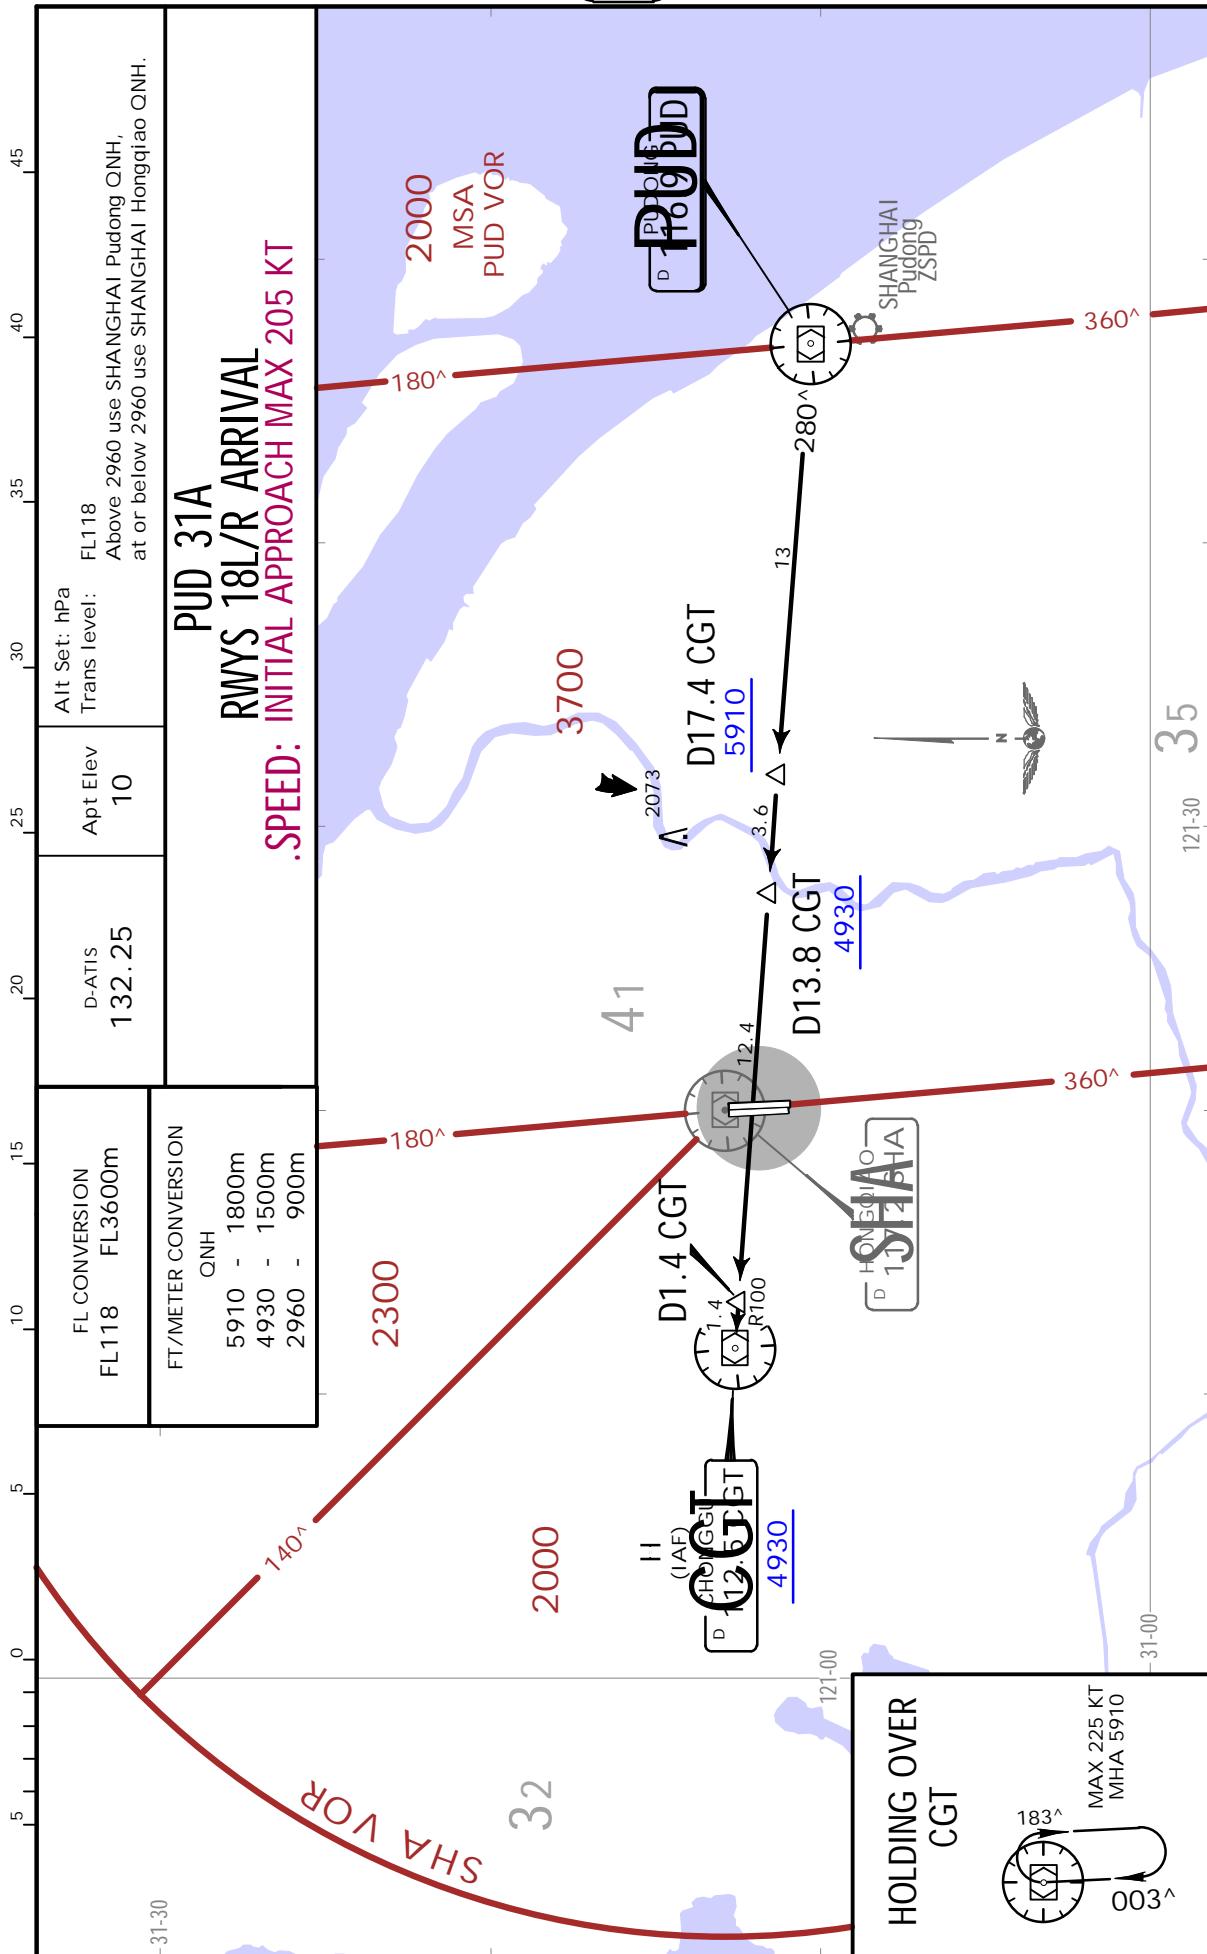 Alt Set: hPa
Trans level: FL118
Above 2960 use SHANGHAI Pudong QNH,
at or below 2960 use SHANGHAI Hongqiao QNH.
Apt Elev
10
D-ATIS
132.25
PUD 31A
RWYS 18L/R ARRIVAL
.SPEED: INITIAL APPROACH MAX 205 KT
FL CONVERSION
FL118 FL3600m
FT/METER CONVERSION
QNH
5910 - 1800m
4930 - 1500m
2960 - 900m
5
0
5
10
15
20
25
30
35
40
45
2000
MSA
PUD VOR
180^
360^
D
PUDONG
PUD
SHANGHAI
Pudong
ZSPD
280^
13
D17.4 CGT
5910
3700
2073
3.6
D13.8 CGT
4930
12.4
41
35
N
121-30
180^
360^
140^
2300
2000
D1.4 CGT
1.4
R100
D
HONGQIAO
SHA
H
(IAF)
D
CHONGGU
CGT
4930
SHA VOR
32
31-30
121-00
31-00
HOLDING OVER
CGT
183^
003^
MAX 225 KT
MHA 5910